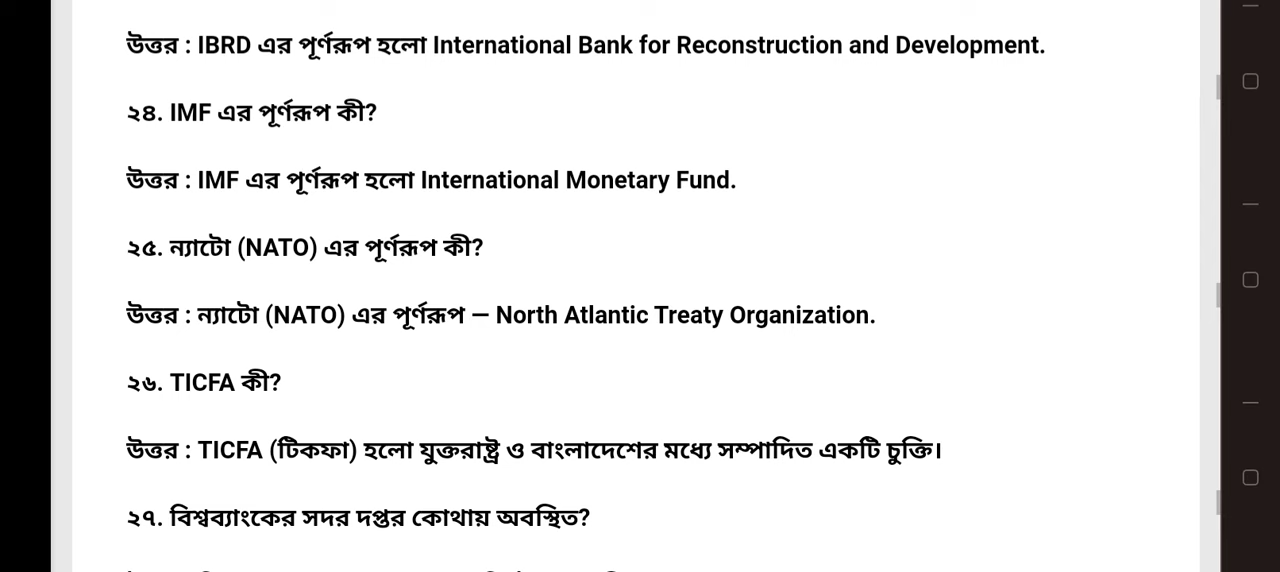 উত্তর : IBRD এর পূর্ণরূপ হলো International Bank for Reconstruction and Development.
২৪. IMF এর পূর্ণরূপ কী?
উত্তর : IMF এর পূর্ণরূপ হলো International Monetary Fund.
২৫. ন্যাটো (NATO) এর পূর্ণরূপ কী?
উত্তর : ন্যাটো (NATO) এর পূর্ণরূপ — North Atlantic Treaty Organization.
২৬. TICFA কী?
উত্তর : TICFA (টিকফা) হলো যুক্তরাষ্ট্র ও বাংলাদেশের মধ্যে সম্পাদিত একটি চুক্তি।
২৭. বিশ্বব্যাংকের সদর দপ্তর কোথায় অবস্থিত?